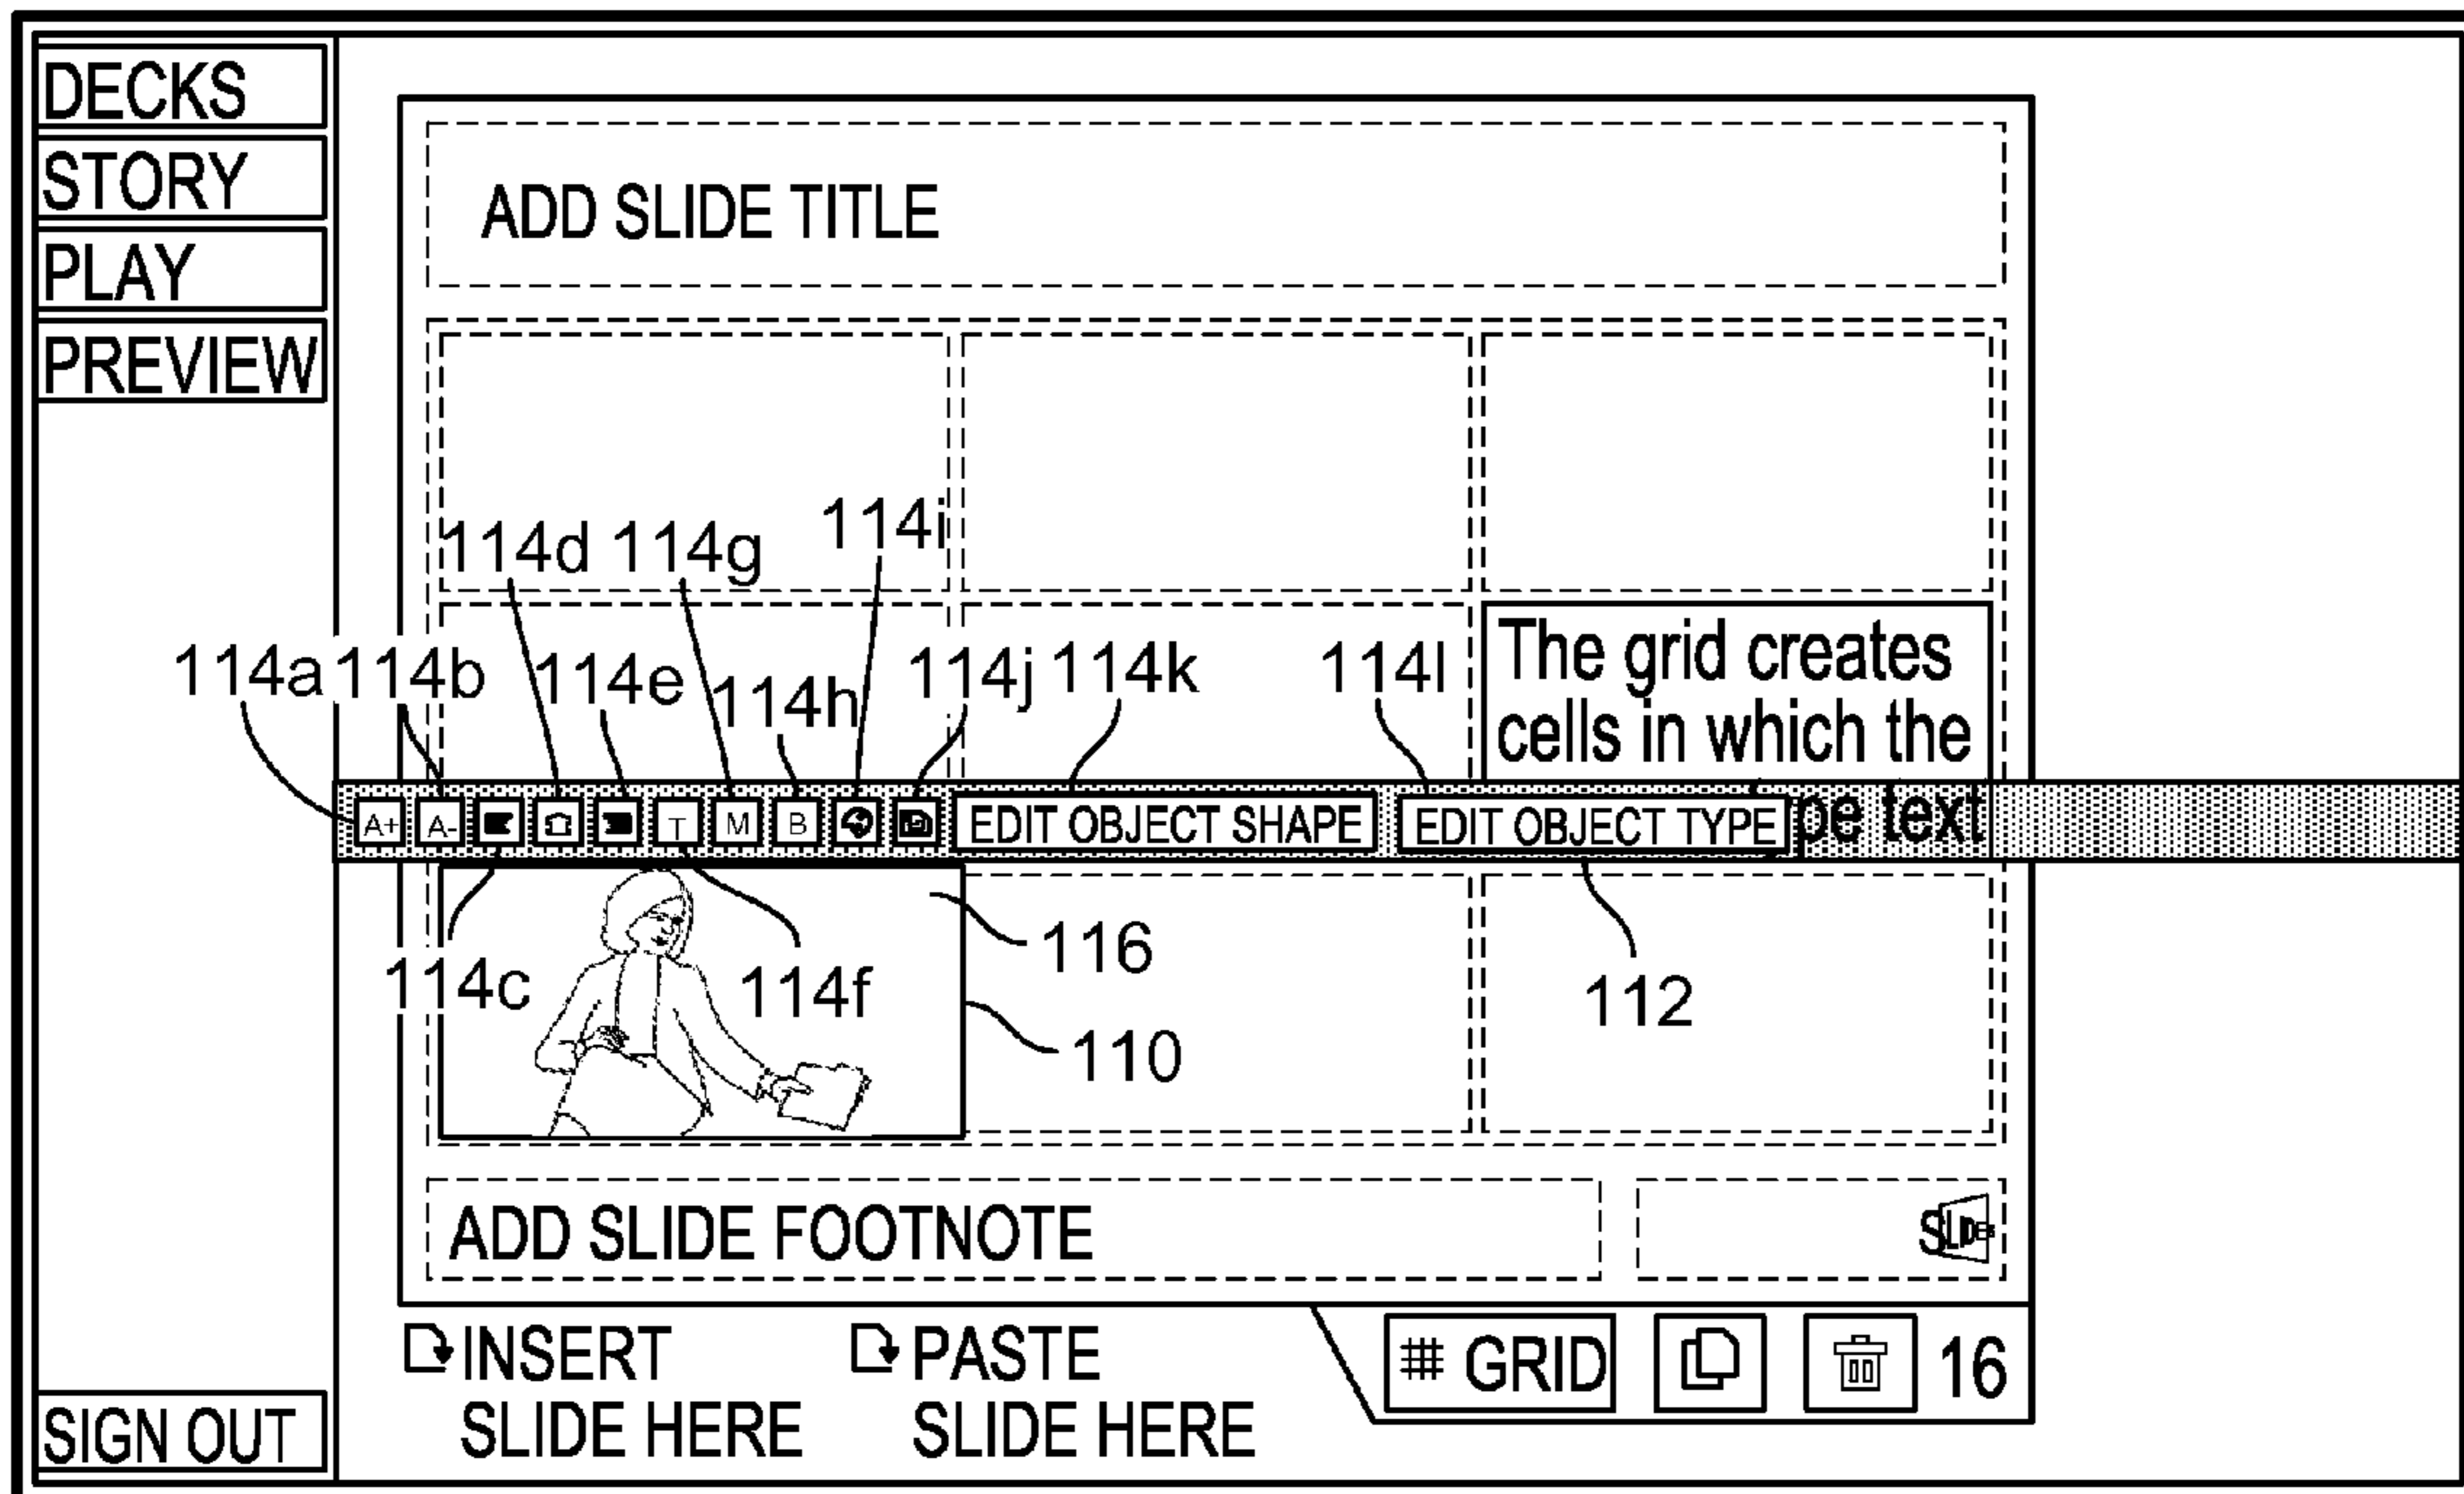 DECKS
STORY
PLAY
PREVIEW
SIGN OUT
ADD SLIDE TITLE
114d 114g 114i
114a 114b 114e 114h 114j 114k 114l
The grid creates
cells in which the
pe text
A+ A- T M B EDIT OBJECT SHAPE EDIT OBJECT TYPE
114c 114f 116 112
110
ADD SLIDE FOOTNOTE
INSERT
SLIDE HERE
PASTE
SLIDE HERE
GRID
16